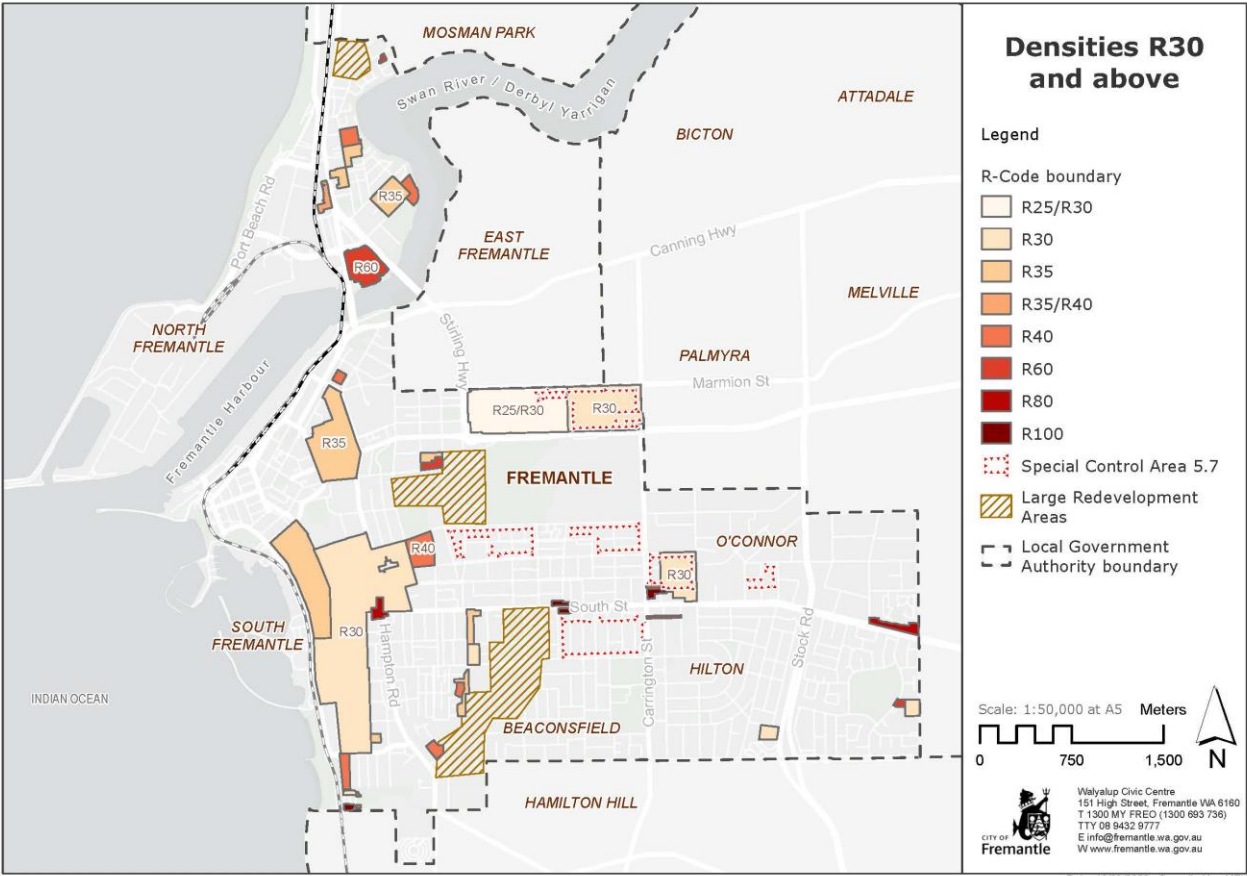 MOSMAN PARK
Swan River / Derbyl Yarrigan
ATTADALE
BICTON
Port Beach Rd
R35
EAST
FREMANTLE
Canning Hwy
R60
MELVILLE
NORTH
FREMANTLE
Stirling Hwy
PALMYRA
Marmion St
Fremantle Harbour
R25/R30
R30
R35
FREMANTLE
R40
O'CONNOR
R30
South St
SOUTH
FREMANTLE
R30
Hampton Rd
Carrington St
Stock Rd
HILTON
INDIAN OCEAN
BEACONSFIELD
HAMILTON HILL
Densities R30
and above
Legend
R-Code boundary
R25/R30
R30
R35
R35/R40
R40
R60
R80
R100
Special Control Area 5.7
Large Redevelopment
Areas
Local Government
Authority boundary
Scale: 1:50,000 at A5 Meters
0 750 1,500
N
CITY OF
Fremantle
Walyalup Civic Centre
151 High Street, Fremantle WA 6160
T 1300 MY FREO (1300 693 736)
TTY 08 9432 9777
E info@fremantle.wa.gov.au
W www.fremantle.wa.gov.au